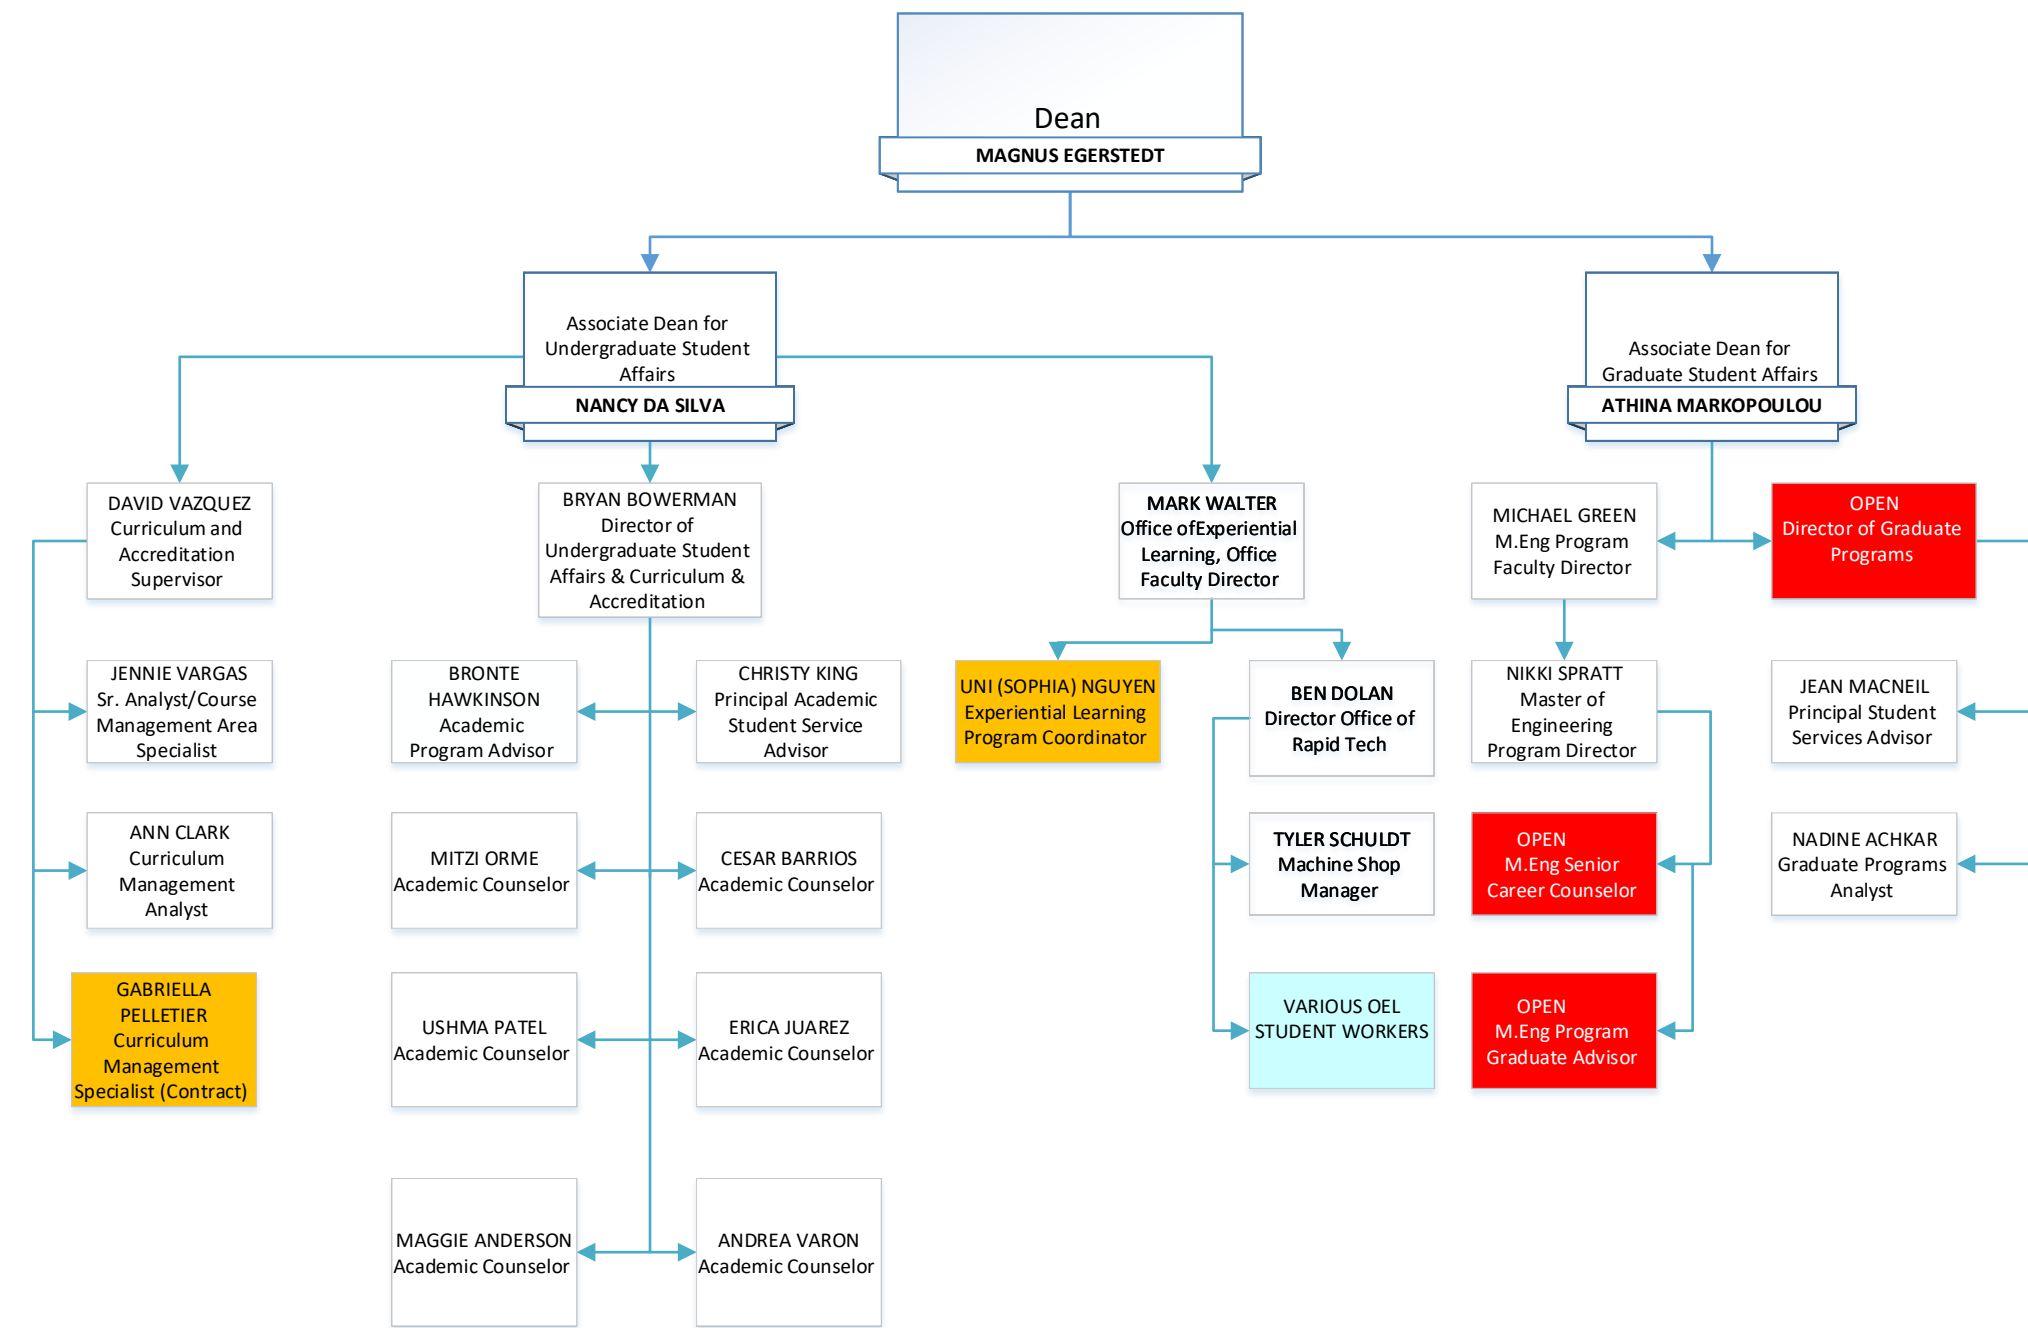 Dean
MAGNUS EGERSTEDT
Associate Dean for
Undergraduate Student
Affairs
NANCY DA SILVA
Associate Dean for
Graduate Student Affairs
ATHINA MARKOPOULOU
DAVID VAZQUEZ
Curriculum and
Accreditation
Supervisor
BRYAN BOWERMAN
Director of
Undergraduate Student
Affairs & Curriculum &
Accreditation
MARK WALTER
Office ofExperiential
Learning, Office
Faculty Director
MICHAEL GREEN
M.Eng Program
Faculty Director
OPEN
Director of Graduate
Programs
JENNIE VARGAS
Sr. Analyst/Course
Management Area
Specialist
BRONTE
HAWKINSON
Academic
Program Advisor
CHRISTY KING
Principal Academic
Student Service
Advisor
UNI (SOPHIA) NGUYEN
Experiential Learning
Program Coordinator
BEN DOLAN
Director Office of
Rapid Tech
NIKKI SPRATT
Master of
Engineering
Program Director
JEAN MACNEIL
Principal Student
Services Advisor
ANN CLARK
Curriculum
Management
Analyst
MITZI ORME
Academic Counselor
CESAR BARRIOS
Academic Counselor
TYLER SCHULDT
Machine Shop
Manager
OPEN
M.Eng Senior
Career Counselor
NADINE ACHKAR
Graduate Programs
Analyst
GABRIELLA
PELLETIER
Curriculum
Management
Specialist (Contract)
USHMA PATEL
Academic Counselor
ERICA JUAREZ
Academic Counselor
VARIOUS OEL
STUDENT WORKERS
OPEN
M.Eng Program
Graduate Advisor
MAGGIE ANDERSON
Academic Counselor
ANDREA VARON
Academic Counselor